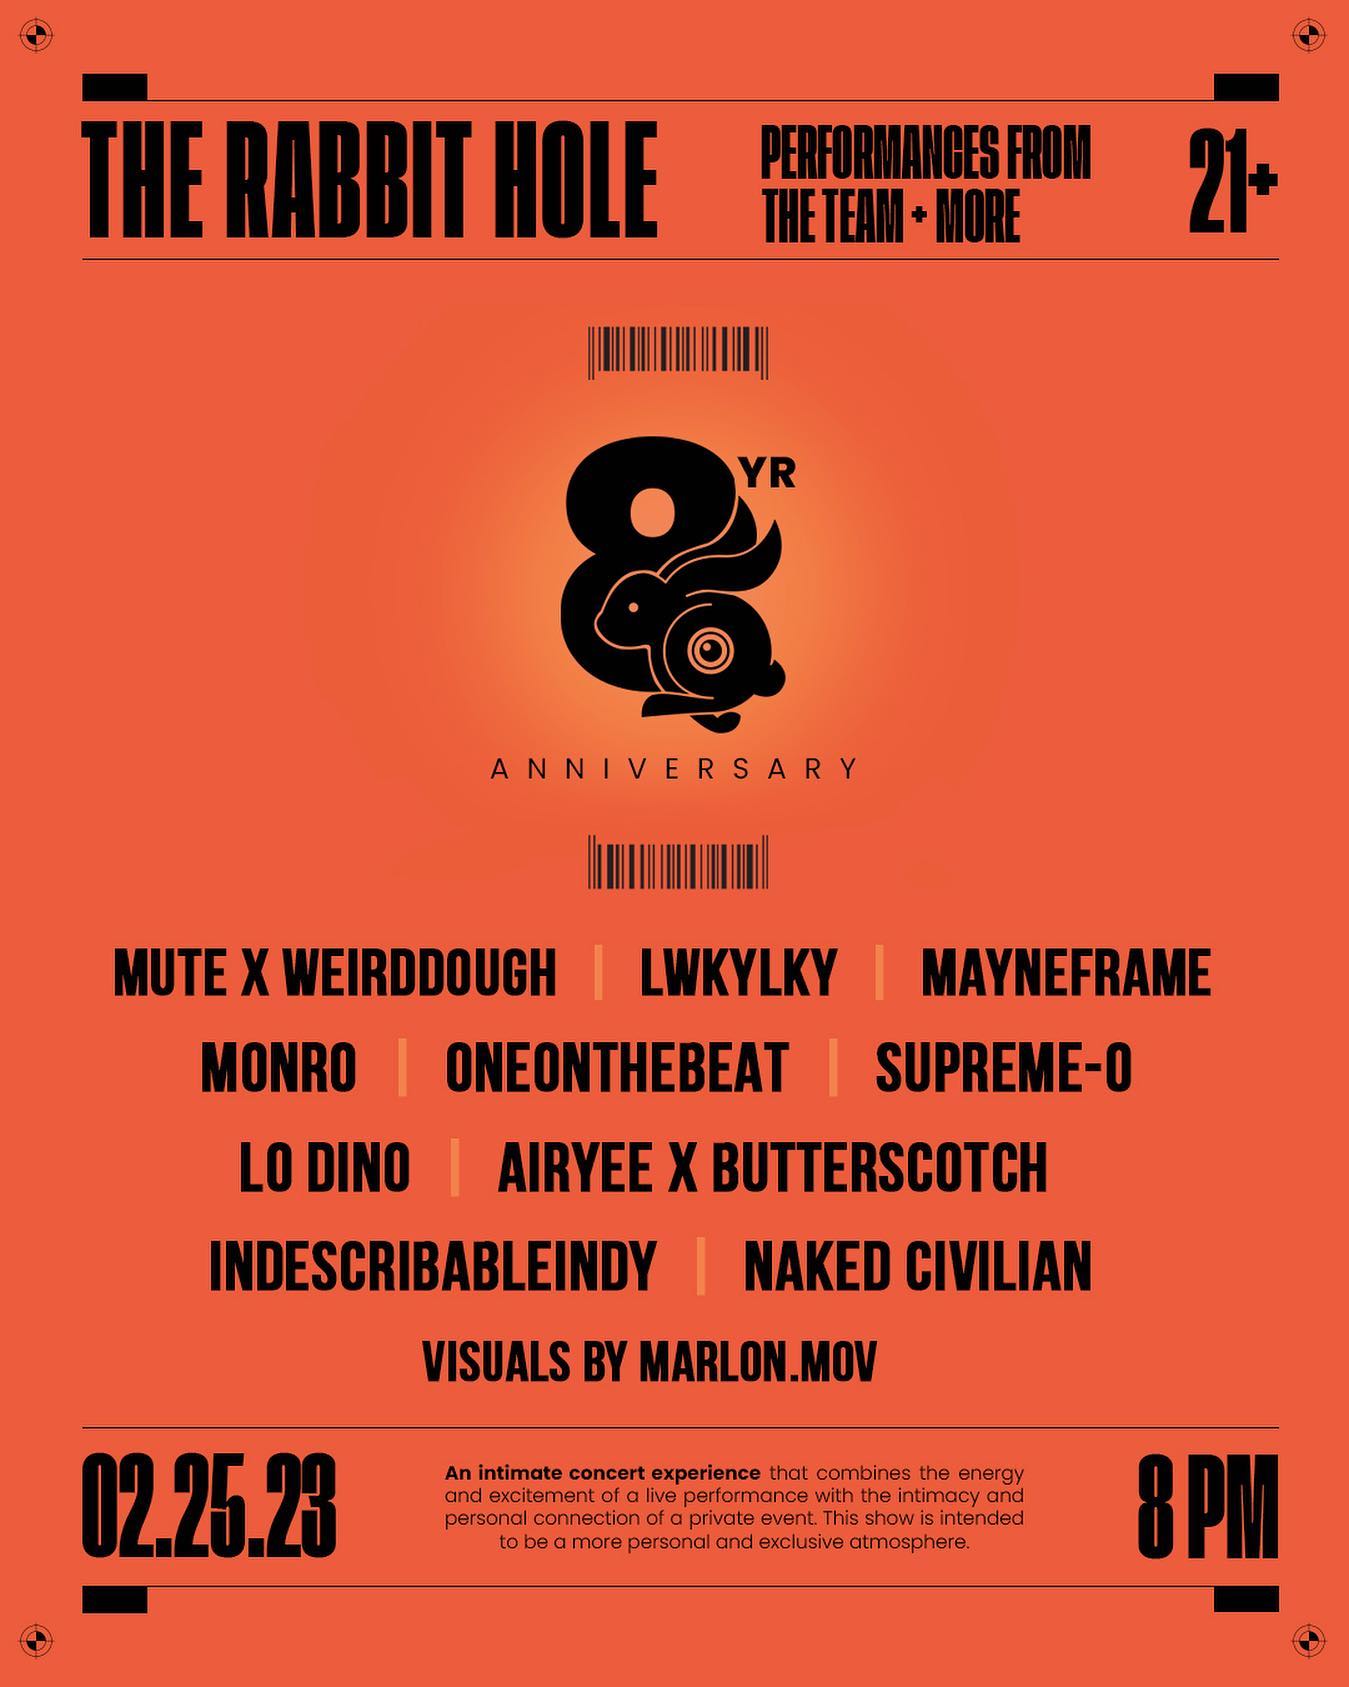 THE RABBIT HOLE
PERFORMANCES FROM
THE TEAM + MORE
21+
8YR
ANNIVERSARY
MUTE X WEIRDDOUGH | LWKYLKY | MAYNEFRAME
MONRO | ONEONTHEBEAT | SUPREME-O
LO DINO | AIRYEE X BUTTERSCOTCH
INDESCRIBABLEINDY | NAKED CIVILIAN
VISUALS BY MARLON.MOV
02.25.23
An intimate concert experience that combines the energy
and excitement of a live performance with the intimacy and
personal connection of a private event. This show is intended
to be a more personal and exclusive atmosphere.
8 PM